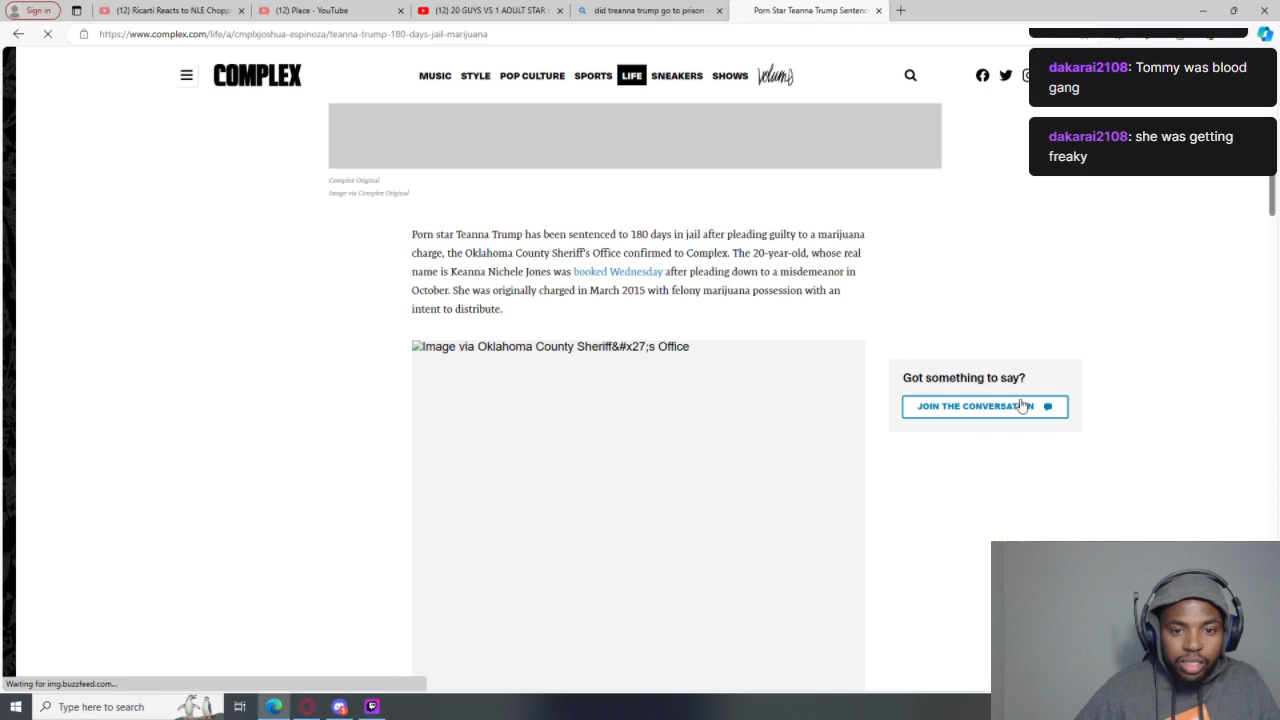 Sign in
(12) Ricarti Reacts to NLE Chopp
(12) Place - YouTube
(12) 20 GUYS VS 1 ADULT STAR
did treanna trump go to prison -
Porn Star Teanna Trump Sentenc
https://www.complex.com/life/a/cmplxjoshua-espinoza/teanna-trump-180-days-jail-marijuana
COMPLEX
MUSIC STYLE POP CULTURE SPORTS LIFE SNEAKERS SHOWS volume
dakarai2108: Tommy was blood
gang
dakarai2108: she was getting
freaky
Complex Original
Image via Complex Original
Porn star Teanna Trump has been sentenced to 180 days in jail after pleading guilty to a marijuana
charge, the Oklahoma County Sheriff's Office confirmed to Complex. The 20-year-old, whose real
name is Keanna Nichele Jones was booked Wednesday after pleading down to a misdemeanor in
October. She was originally charged in March 2015 with felony marijuana possession with an
intent to distribute.
Image via Oklahoma County Sheriff&#x27;s Office
Got something to say?
JOIN THE CONVERSATION
Waiting for img.buzzfeed.com...
Type here to search